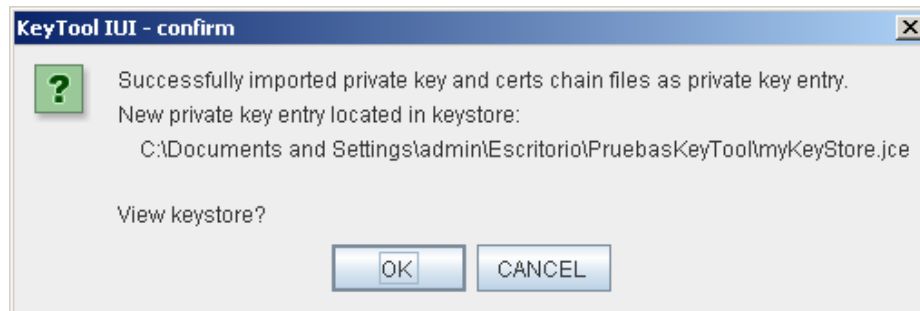 KeyTool IUI - confirm
Successfully imported private key and certs chain files as private key entry.
New private key entry located in keystore:
C:\Documents and Settings\admin\Escritorio\PruebasKeyTool\myKeyStore.jce
View keystore?
OK CANCEL